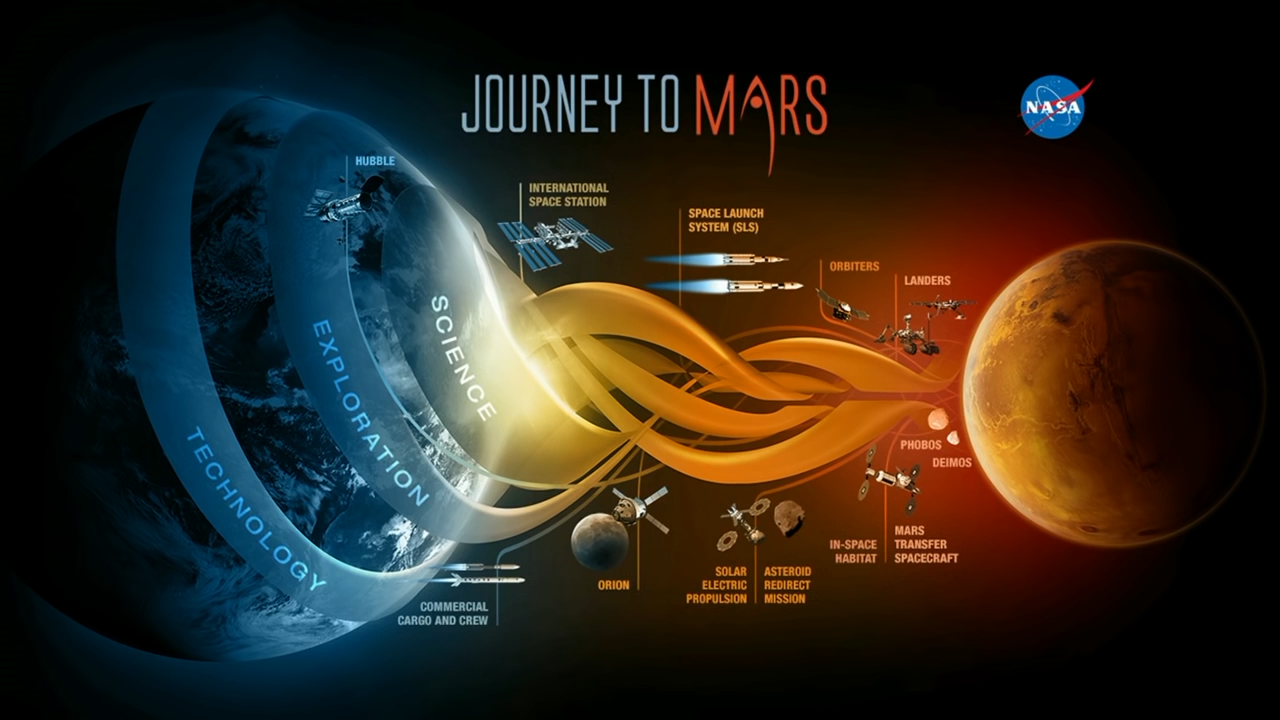 JOURNEY TO MARS
NASA
HUBBLE
INTERNATIONAL
SPACE STATION
SPACE LAUNCH
SYSTEM (SLS)
ORBITERS
LANDERS
SCIENCE
EXPLORATION
TECHNOLOGY
PHOBOS
DEIMOS
COMMERCIAL
CARGO AND CREW
ORION
SOLAR
ELECTRIC
PROPULSION
ASTEROID
REDIRECT
MISSION
IN-SPACE
HABITAT
MARS
TRANSFER
SPACECRAFT